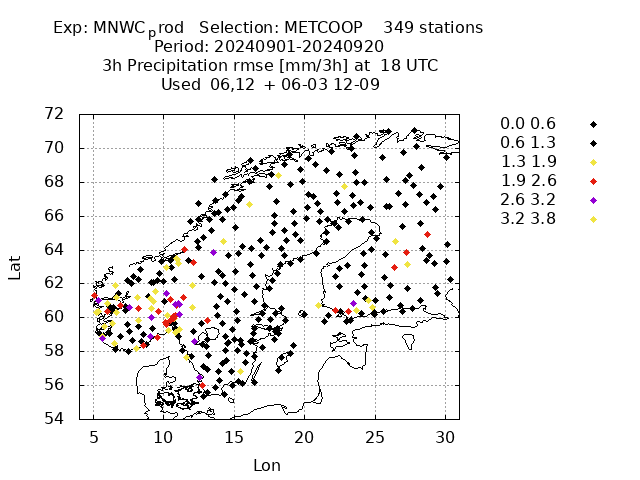 Exp: MNWC_prod Selection: METCOOP 349 stations
Period: 20240901-20240920
3h Precipitation rmse [mm/3h] at 18 UTC
Used 06,12 + 06-03 12-09
72
70
68
66
64
62
60
58
56
54
5 10 15 20 25 30
Lat
Lon
0.0 0.6
0.6 1.3
1.3 1.9
1.9 2.6
2.6 3.2
3.2 3.8